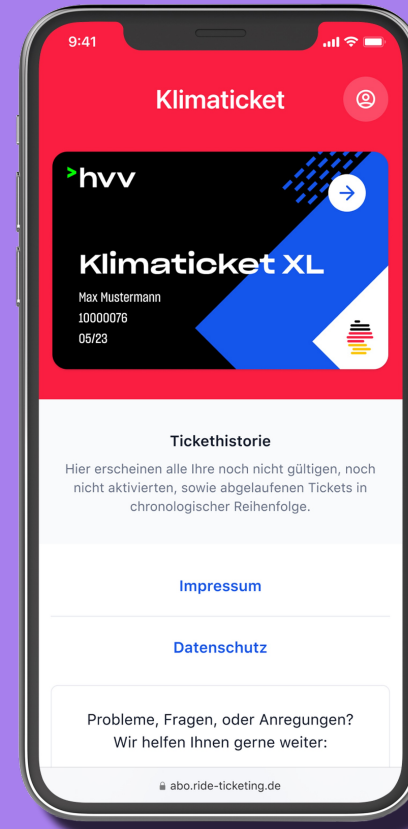 9:41
Klimaticket
>hvv
Klimaticket XL
Max Mustermann
10000076
05/23
Tickethistorie
Hier erscheinen alle Ihre noch nicht gültigen, noch
nicht aktivierten, sowie abgelaufenen Tickets in
chronologischer Reihenfolge.
Impressum
Datenschutz
Probleme, Fragen, oder Anregungen?
Wir helfen Ihnen gerne weiter:
abo.ride-ticketing.de